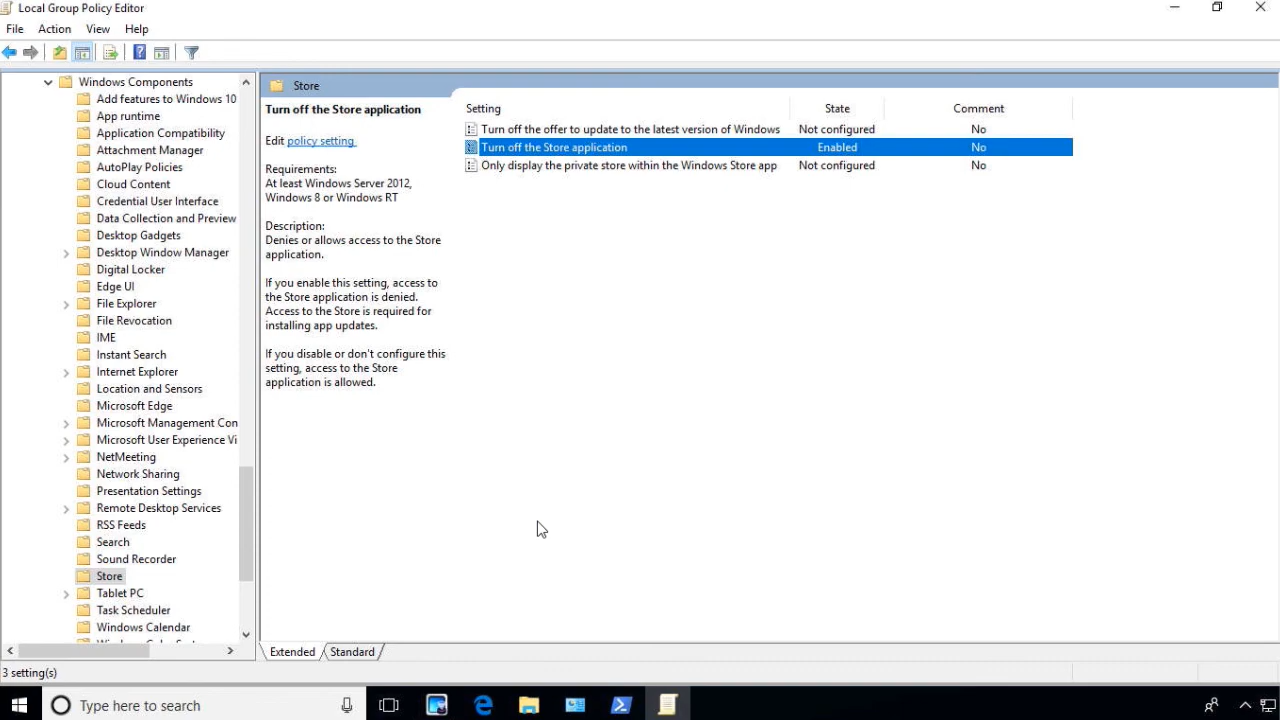 Local Group Policy Editor
File Action View Help
Windows Components
Add features to Windows 10
App runtime
Application Compatibility
Attachment Manager
AutoPlay Policies
Cloud Content
Credential User Interface
Data Collection and Preview
Desktop Gadgets
Desktop Window Manager
Digital Locker
Edge UI
File Explorer
File Revocation
IME
Instant Search
Internet Explorer
Location and Sensors
Microsoft Edge
Microsoft Management Con
Microsoft User Experience Vi
NetMeeting
Network Sharing
Presentation Settings
Remote Desktop Services
RSS Feeds
Search
Sound Recorder
Store
Tablet PC
Task Scheduler
Windows Calendar
Store
Turn off the Store application
Edit policy setting
Requirements:
At least Windows Server 2012,
Windows 8 or Windows RT
Description:
Denies or allows access to the Store
application.
If you enable this setting, access to
the Store application is denied.
Access to the Store is required for
installing app updates.
If you disable or don't configure this
setting, access to the Store
application is allowed.
Setting State Comment
Turn off the offer to update to the latest version of Windows Not configured No
Turn off the Store application Enabled No
Only display the private store within the Windows Store app Not configured No
Extended Standard
3 setting(s)
Type here to search